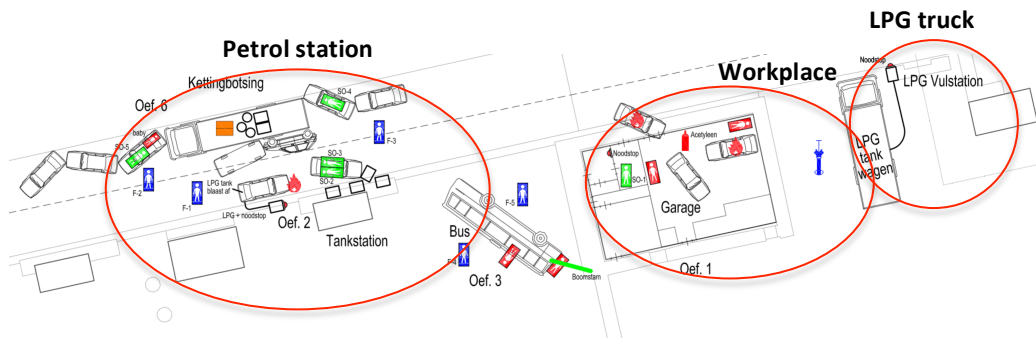 LPG truck
Petrol station
Workplace
Kettingbotsing
Oef. 6
SO-4
baby
SO-5
F-3
SO-3
SO-2
F-2
F-1
LPG tank
blaast af
LPG + noodstop
Oef. 2
Tankstation
Bus
F-5
F-4
Oef. 3
Boomstam
Acetyleen
Noodstop
SO-1
Garage
Oef. 1
Noodstop
LPG Vulstation
LPG
tank
wagen